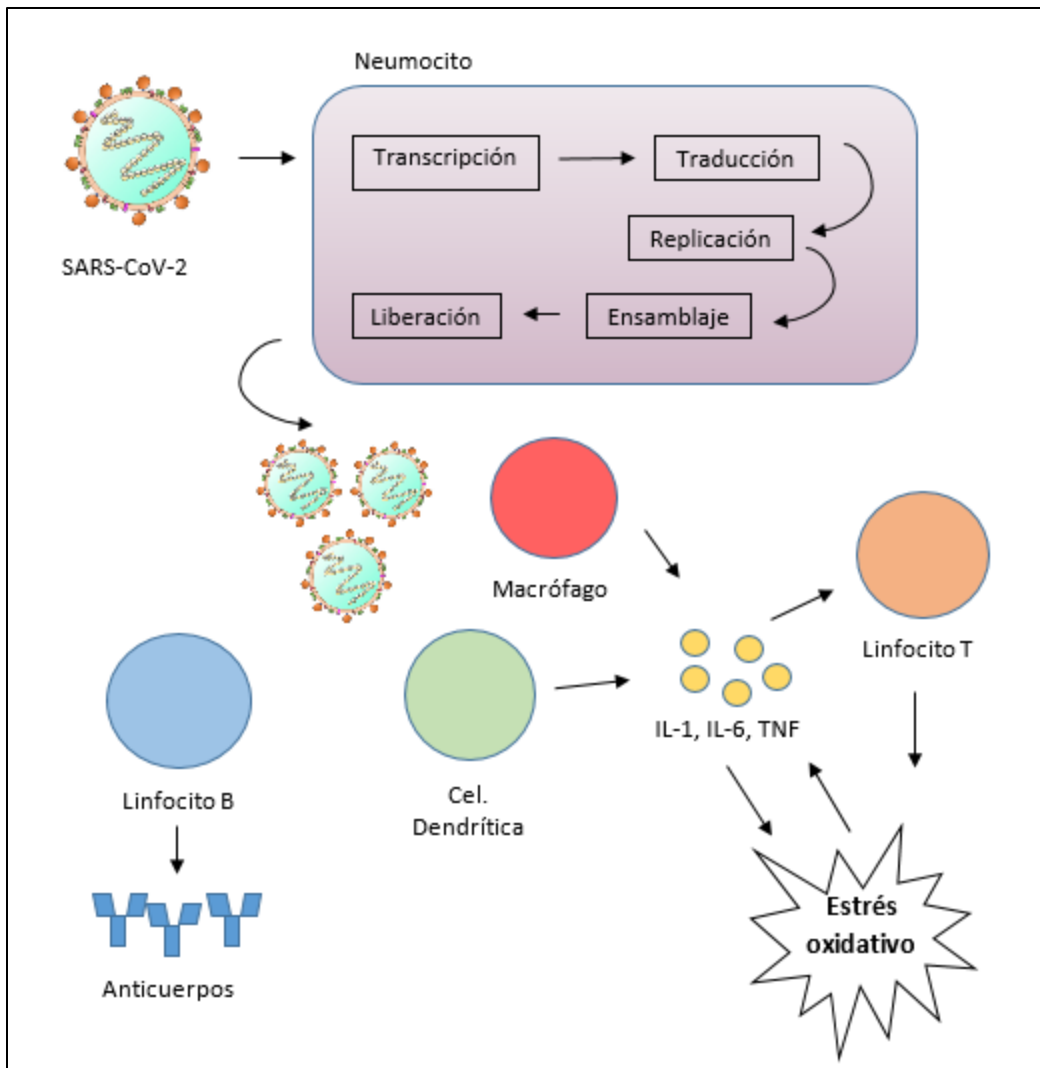 Neumocito
Transcripción
Traducción
Replicación
Ensamblaje
Liberación
SARS-CoV-2
Macrófago
Linfocito T
IL-1, IL-6, TNF
Linfocito B
Cel.
Dendrítica
Estrés
oxidativo
Anticuerpos